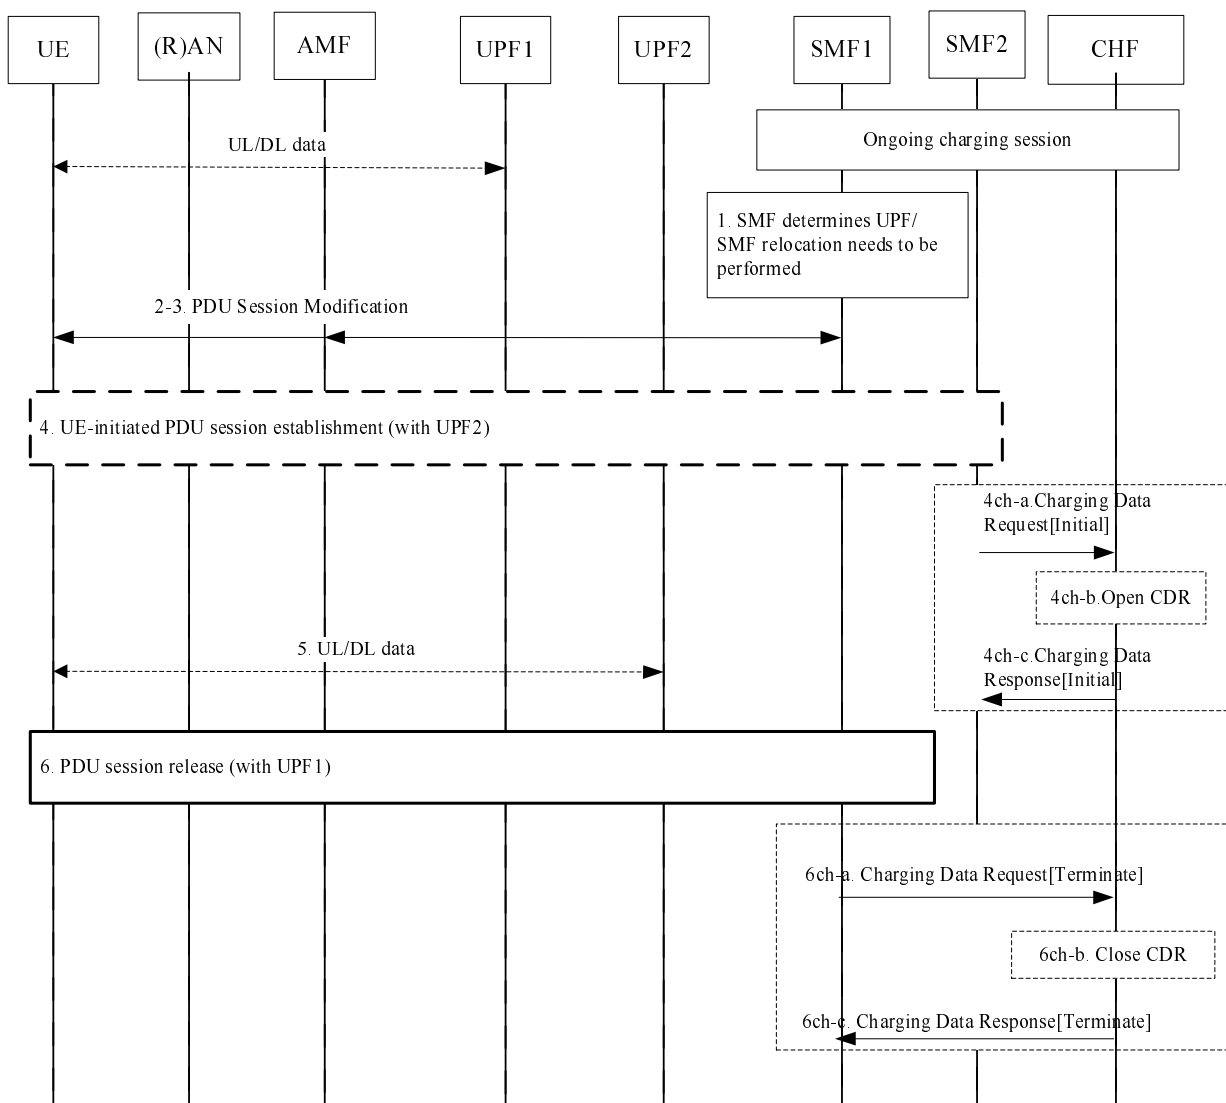 UE
(R)AN
AMF
UPF1
UPF2
SMF1
SMF2
CHF
Ongoing charging session
UL/DL data
1. SMF determines UPF/
SMF relocation needs to be
performed
2-3. PDU Session Modification
4. UE-initiated PDU session establishment (with UPF2)
4ch-a.Charging Data
Request[Initial]
4ch-b.Open CDR
5. UL/DL data
4ch-c.Charging Data
Response[Initial]
6. PDU session release (with UPF1)
6ch-a. Charging Data Request[Terminate]
6ch-b. Close CDR
6ch-c. Charging Data Response[Terminate]